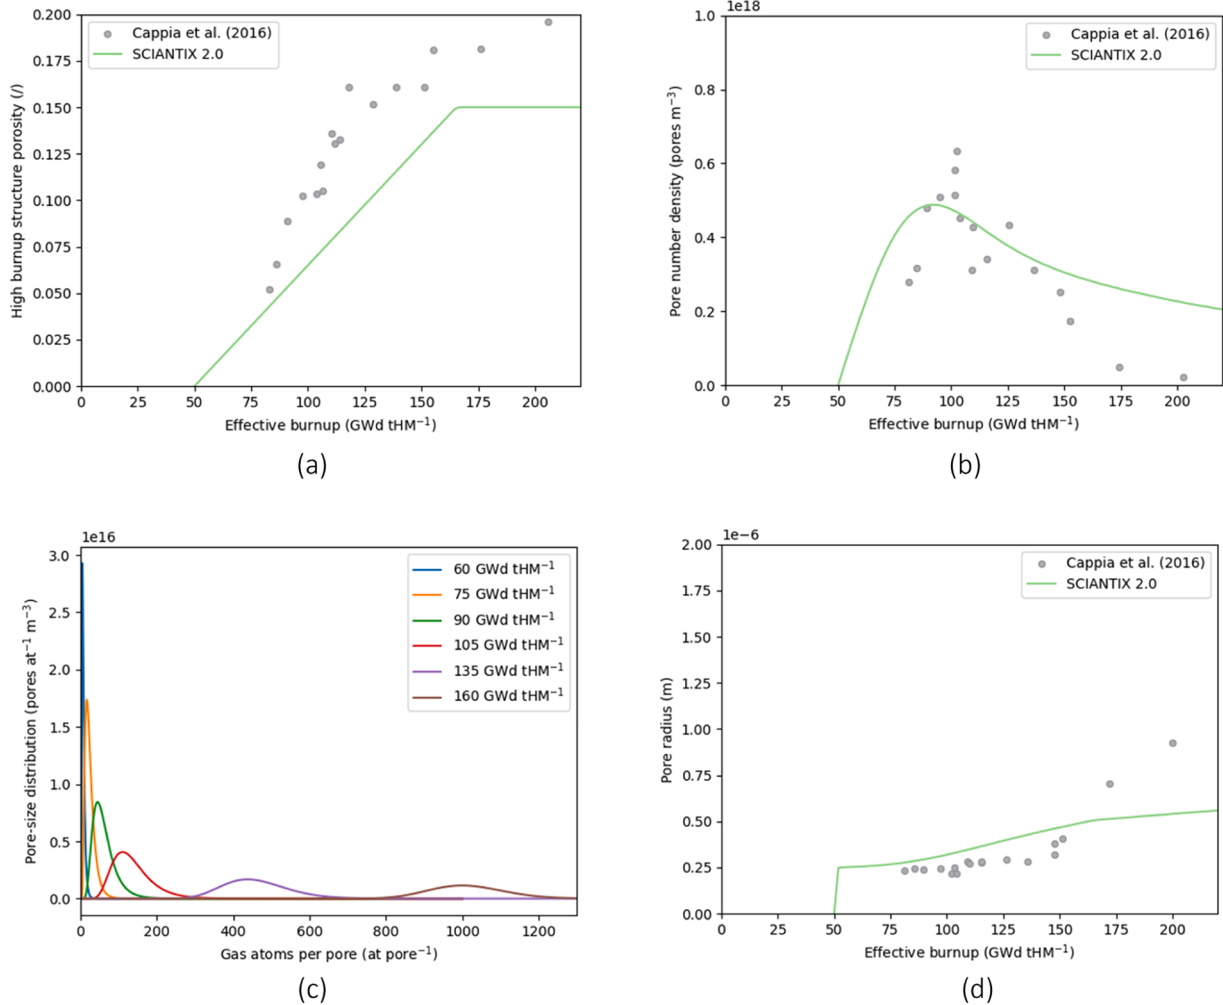 0.200
0.175
0.150
0.125
0.100
0.075
0.050
0.025
0.000
High burnup structure porosity (/)
Cappia et al. (2016)
SCIANTIX 2.0
0 25 50 75 100 125 150 175 200
Effective burnup (GWd tHM⁻¹)
(a)
1e18
1.0
0.8
0.6
0.4
0.2
0.0
Pore number density (pores m⁻³)
Cappia et al. (2016)
SCIANTIX 2.0
0 25 50 75 100 125 150 175 200
Effective burnup (GWd tHM⁻¹)
(b)
1e16
3.0
2.5
2.0
1.5
1.0
0.5
0.0
Pore-size distribution (pores at⁻¹ m⁻³)
60 GWd tHM⁻¹
75 GWd tHM⁻¹
90 GWd tHM⁻¹
105 GWd tHM⁻¹
135 GWd tHM⁻¹
160 GWd tHM⁻¹
0 200 400 600 800 1000 1200
Gas atoms per pore (at pore⁻¹)
(c)
1e−6
2.00
1.75
1.50
1.25
1.00
0.75
0.50
0.25
0.00
Pore radius (m)
Cappia et al. (2016)
SCIANTIX 2.0
0 25 50 75 100 125 150 175 200
Effective burnup (GWd tHM⁻¹)
(d)